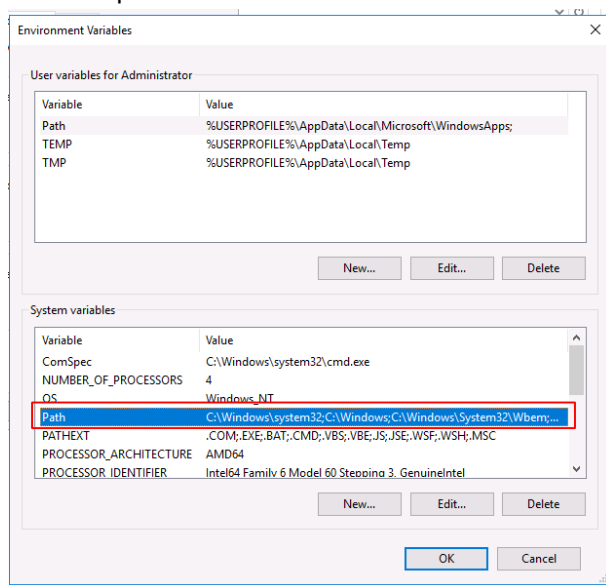 Environment Variables
User variables for Administrator
Variable Value
Path %USERPROFILE%\AppData\Local\Microsoft\WindowsApps;
TEMP %USERPROFILE%\AppData\Local\Temp
TMP %USERPROFILE%\AppData\Local\Temp
New... Edit... Delete
System variables
Variable Value
ComSpec C:\Windows\system32\cmd.exe
NUMBER_OF_PROCESSORS 4
OS Windows_NT
Path C:\Windows\system32;C:\Windows;C:\Windows\System32\Wbem;...
PATHEXT .COM;.EXE;.BAT;.CMD;.VBS;.VBE;.JS;.JSE;.WSF;.WSH;.MSC
PROCESSOR_ARCHITECTURE AMD64
PROCESSOR_IDENTIFIER Intel64 Family 6 Model 60 Stepping 3, GenuineIntel
New... Edit... Delete
OK Cancel